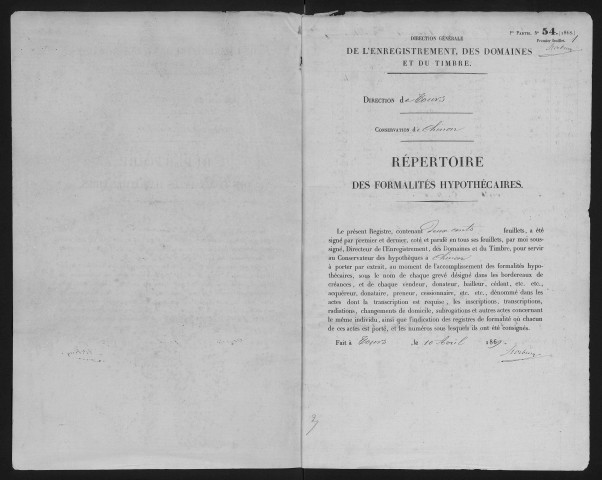 DIRECTION GÉNÉRALE
DE L'ENREGISTREMENT, DES DOMAINES
ET DU TIMBRE.
Iʳᵉ PARTIE. N° 54.
Premier feuillet.
DIRECTION de Tours
CONSERVATION de Chinon
RÉPERTOIRE
DES FORMALITÉS HYPOTHÉCAIRES.
Le présent Registre, contenant deux cents feuillets, a été
signé par premier et dernier, coté et parafé en tous ses feuillets, par moi sous-
signé, Directeur de l'Enregistrement, des Domaines et du Timbre, pour servir
au Conservateur des hypothèques à Chinon
à porter par extrait, au moment de l'accomplissement des formalités hypo-
thécaires, sous le nom de chaque grevé désigné dans les bordereaux de
créances, et de chaque vendeur, donateur, bailleur, cédant, etc. etc.,
acquéreur, donataire, preneur, cessionnaire, etc. etc., dénommé dans les
actes dont la transcription est requise, les inscriptions, transcriptions,
radiations, changements de domicile, subrogations et autres actes concernant
le même individu, ainsi que l'indication des registres de formalité où chacun
de ces actes est porté, et les numéros sous lesquels ils ont été consignés.
Fait à Tours le 10 Avril 1869